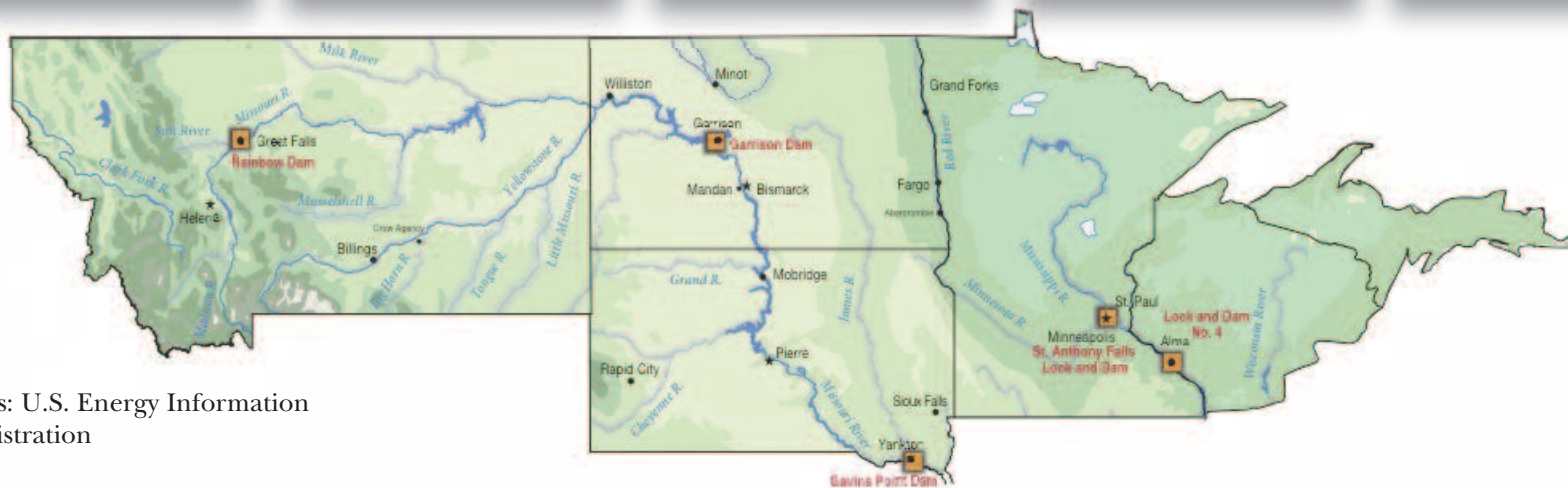 Milk River
Williston
Minot
Grand Forks
Missouri R.
Sun River
Great Falls
Rainbow Dam
Garrison
Garrison Dam
Red River
Clark Fork R.
Yellowstone R.
Mandan
Bismarck
Fargo
Abercrombie
Musselshell R.
Helena
Crow Agency
Billings
Little Missouri R.
Big Horn R.
Tongue R.
Madison R.
Grand R.
Mobridge
James R.
Minnesota R.
Mississippi R.
St. Paul
Minneapolis
St. Anthony Falls
Lock and Dam
Lock and Dam
No. 4
Alma
Wisconsin River
Pierre
Rapid City
Cheyenne R.
Missouri River
Sioux Falls
Yankton
Gavins Point Dam
s: U.S. Energy Information
istration